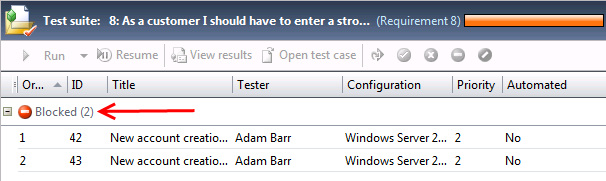 Test suite: 8: As a customer I should have to enter a stro... (Requirement 8)
Run Resume View results Open test case
Or... ID Title Tester Configuration Priority Automated
Blocked (2)
1 42 New account creatio... Adam Barr Windows Server 2... 2 No
2 43 New account creatio... Adam Barr Windows Server 2... 2 No